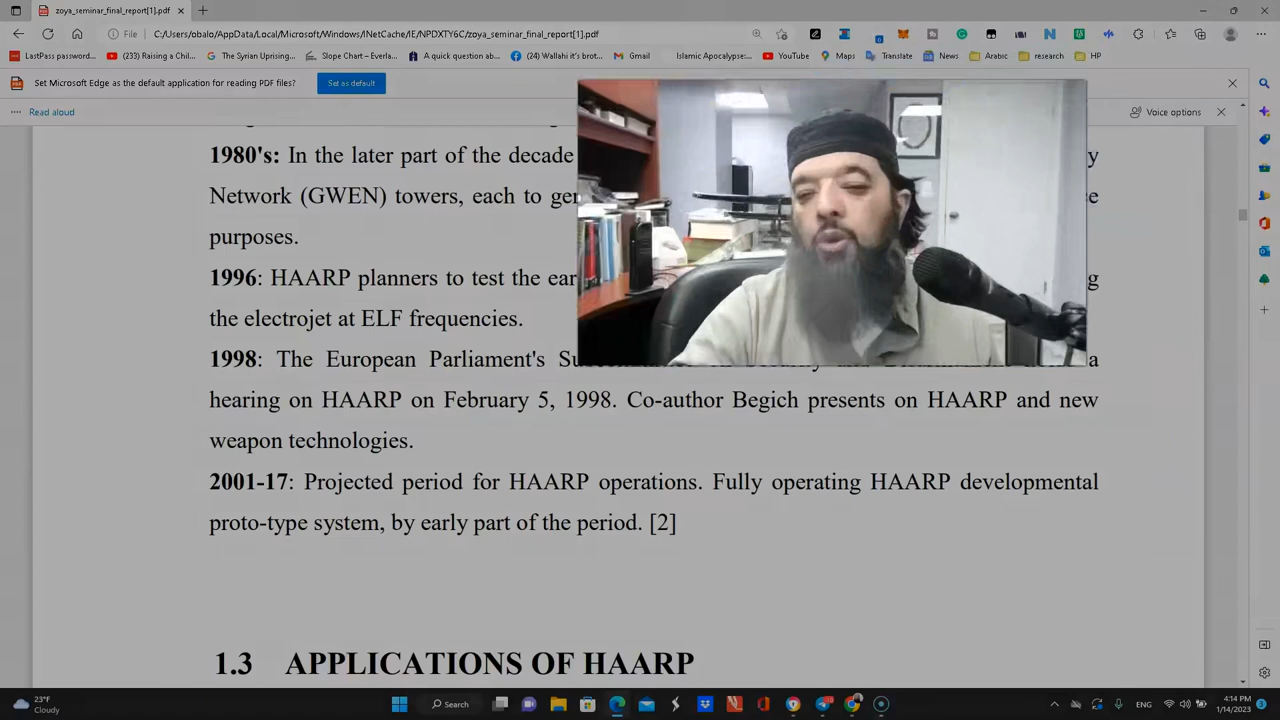 zoya_seminar_final_report[1].pdf
File
C:/Users/obalo/AppData/Local/Microsoft/Windows/INetCache/IE/NPDXTY6C/zoya_seminar_final_report[1].pdf
LastPass password... (233) Raising chil... Syrian Uprising... Slope Chart – Excel... A quick question ab... (24) Wallahi it's brou... Gmail Islamic Apocalypse:... YouTube Maps Translate News Arabic research HP
Set Microsoft Edge as the default application for reading PDF files? Set as default
Read aloud Voice options
1980's: In the later part of the decade
Network (GWEN) towers, each to gen
purposes.
1996: HAARP planners to test the ear
the electrojet at ELF frequencies.
1998: The European Parliament's a
hearing on HAARP on February 5, 1998. Co-author Begich presents on HAARP and new
weapon technologies.
2001-17: Projected period for HAARP operations. Fully operating HAARP developmental
proto-type system, by early part of the period. [2]
1.3 APPLICATIONS OF HAARP
23°F
Cloudy
Search
ENG
4:14 PM
1/14/2023